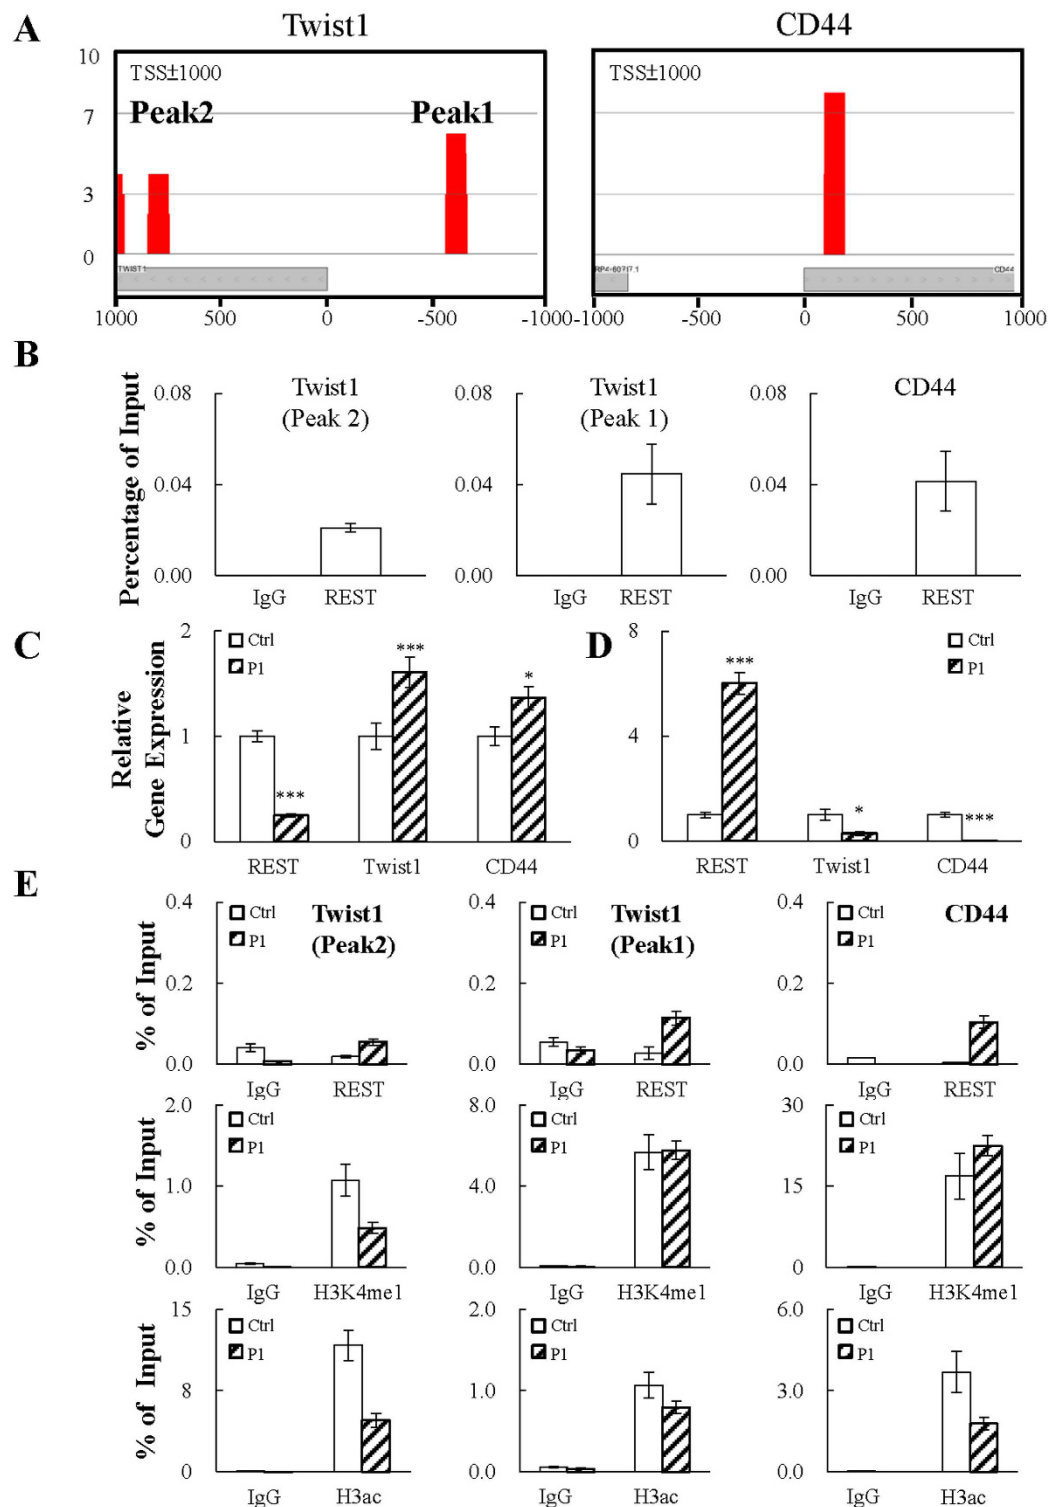 A
Twist1
CD44
10
7
3
0
TSS±1000
Peak2
Peak1
TSS±1000
TWIST1
CD44
1000
500
0
-500
-1000
-1000
-500
0
500
1000
B
Percentage of Input
0.08
0.04
0.00
Twist1
(Peak 2)
IgG
REST
0.08
0.04
0.00
Twist1
(Peak 1)
IgG
REST
0.08
0.04
0.00
CD44
IgG
REST
C
Relative
Gene Expression
2
1
0
Ctrl
P1
***
***
*
REST
Twist1
CD44
D
8
4
0
Ctrl
P1
***
*
***
REST
Twist1
CD44
E
% of Input
0.4
0.2
0.0
Ctrl
P1
Twist1
(Peak2)
IgG
REST
0.4
0.2
0.0
Ctrl
P1
Twist1
(Peak1)
IgG
REST
0.4
0.2
0.0
Ctrl
P1
CD44
IgG
REST
% of Input
2.0
1.0
0.0
Ctrl
P1
IgG
H3K4me1
8.0
4.0
0.0
Ctrl
P1
IgG
H3K4me1
30
15
0
Ctrl
P1
IgG
H3K4me1
% of Input
15
8
0
Ctrl
P1
IgG
H3ac
2.0
1.0
0.0
Ctrl
P1
IgG
H3ac
6.0
3.0
0.0
Ctrl
P1
IgG
H3ac